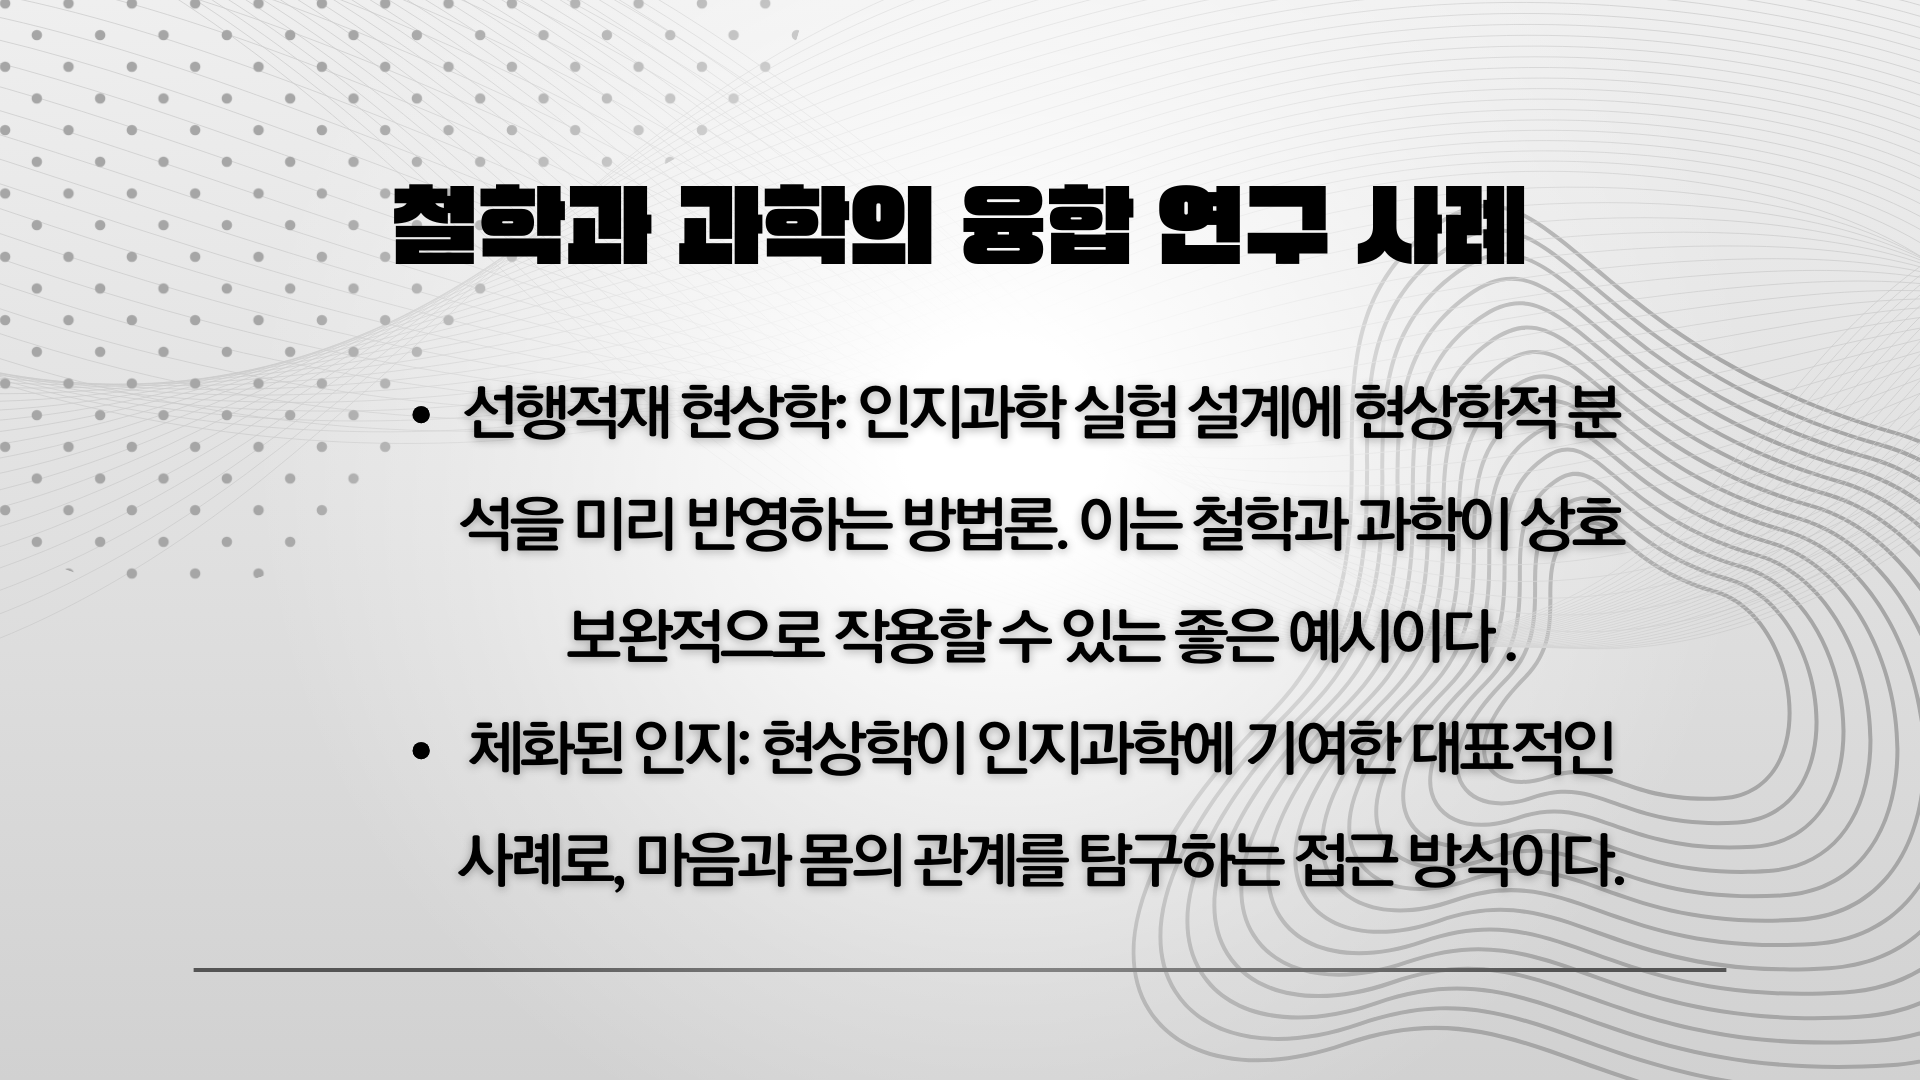 철학과 과학의 융합 연구 사례
• 선행적재 현상학: 인지과학 실험 설계에 현상학적 분
석을 미리 반영하는 방법론. 이는 철학과 과학이 상호
보완적으로 작용할 수 있는 좋은 예시이다 .
• 체화된 인지: 현상학이 인지과학에 기여한 대표적인
사례로, 마음과 몸의 관계를 탐구하는 접근 방식이다.